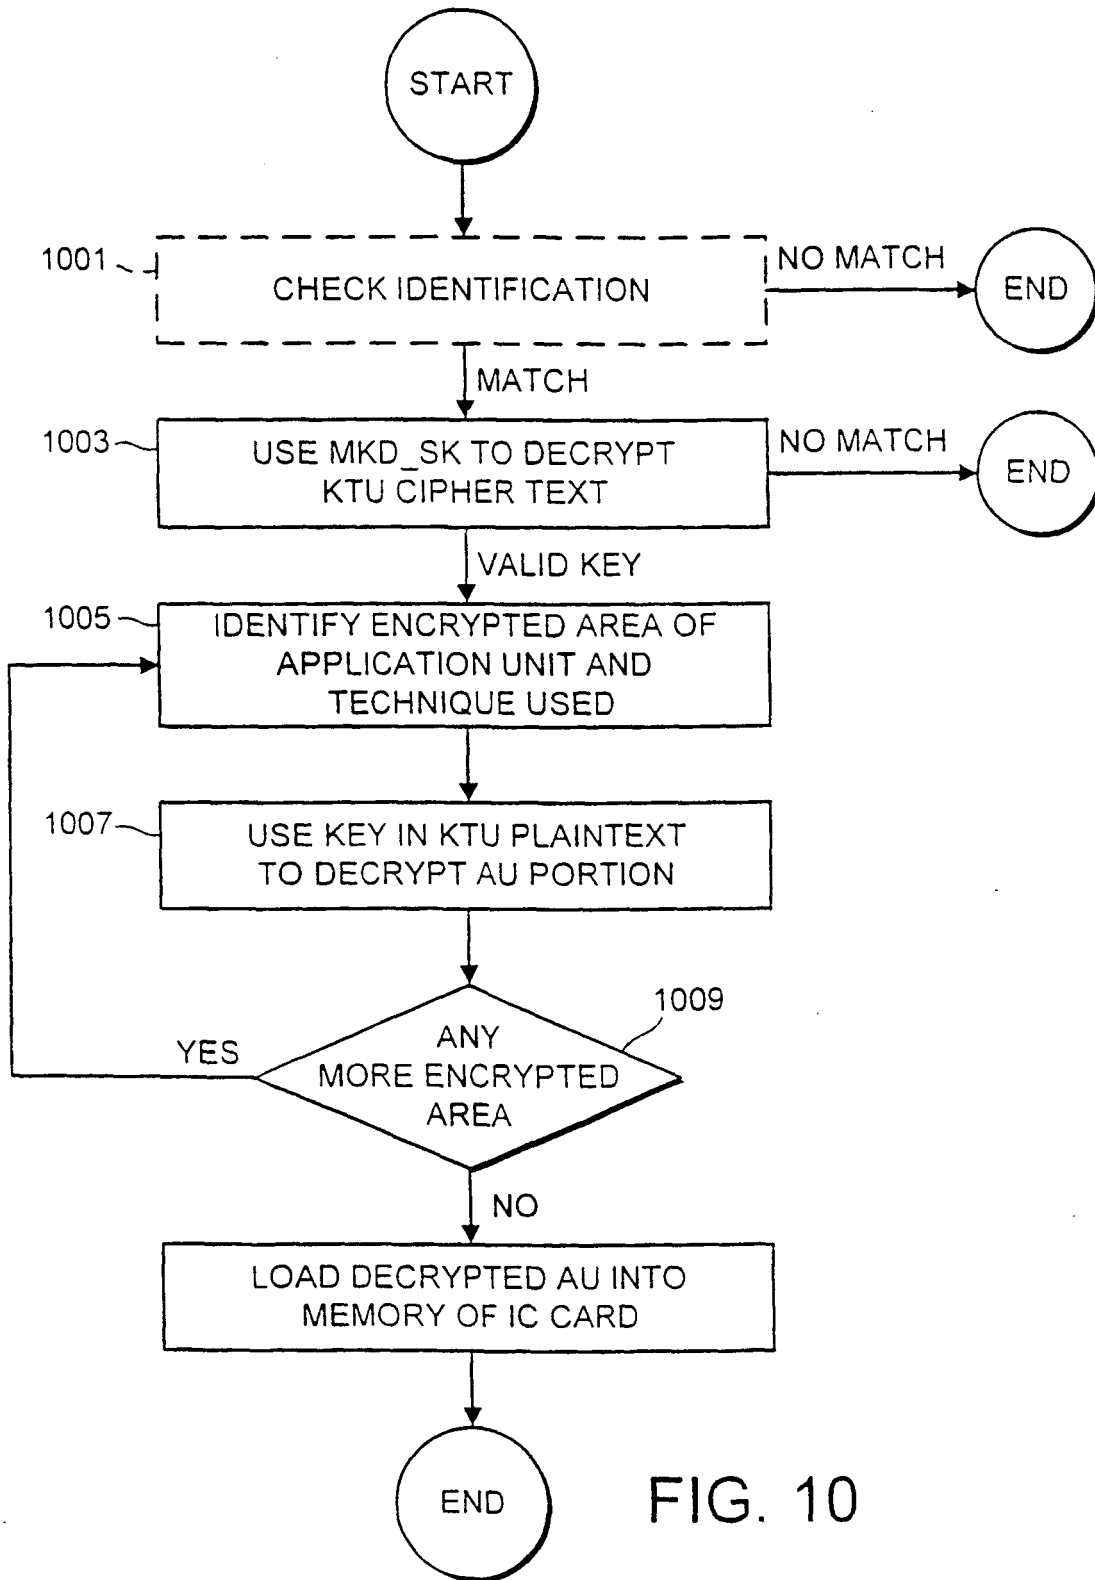 START
1001
CHECK IDENTIFICATION
NO MATCH
END
MATCH
1003
USE MKD_SK TO DECRYPT
KTU CIPHER TEXT
NO MATCH
END
VALID KEY
1005
IDENTIFY ENCRYPTED AREA OF
APPLICATION UNIT AND
TECHNIQUE USED
1007
USE KEY IN KTU PLAINTEXT
TO DECRYPT AU PORTION
1009
ANY
MORE ENCRYPTED
AREA
YES
NO
LOAD DECRYPTED AU INTO
MEMORY OF IC CARD
END
FIG. 10